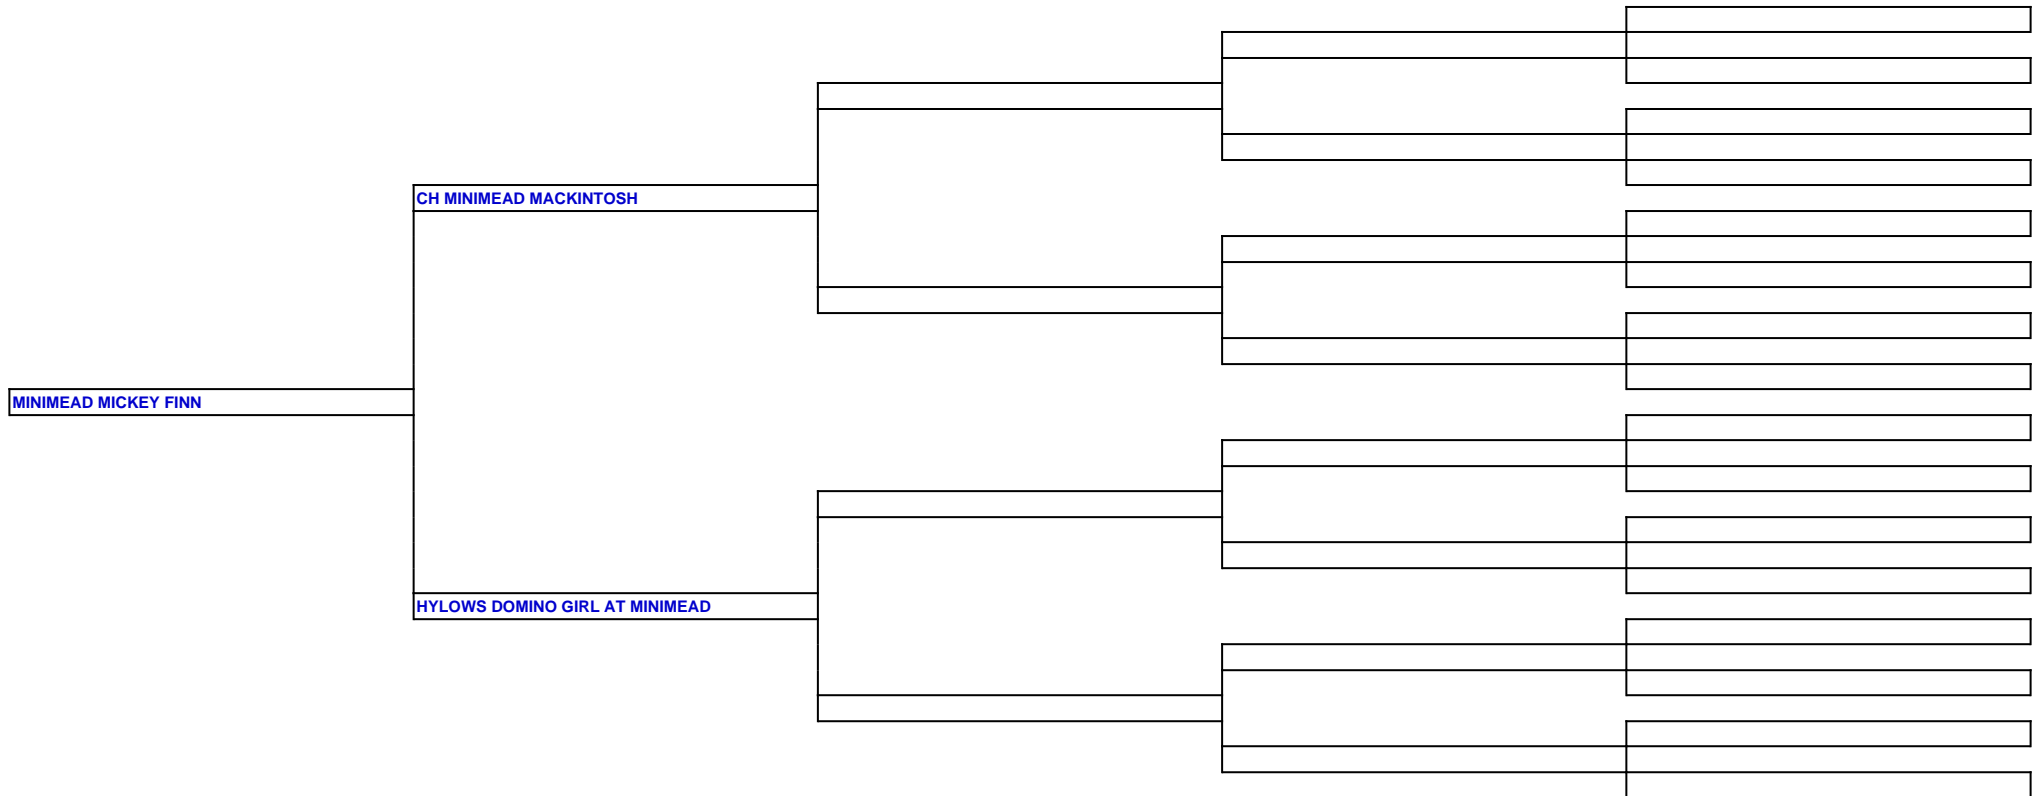 CH MINIMEAD MACKINTOSH
MINIMEAD MICKEY FINN
HYLOWS DOMINO GIRL AT MINIMEAD